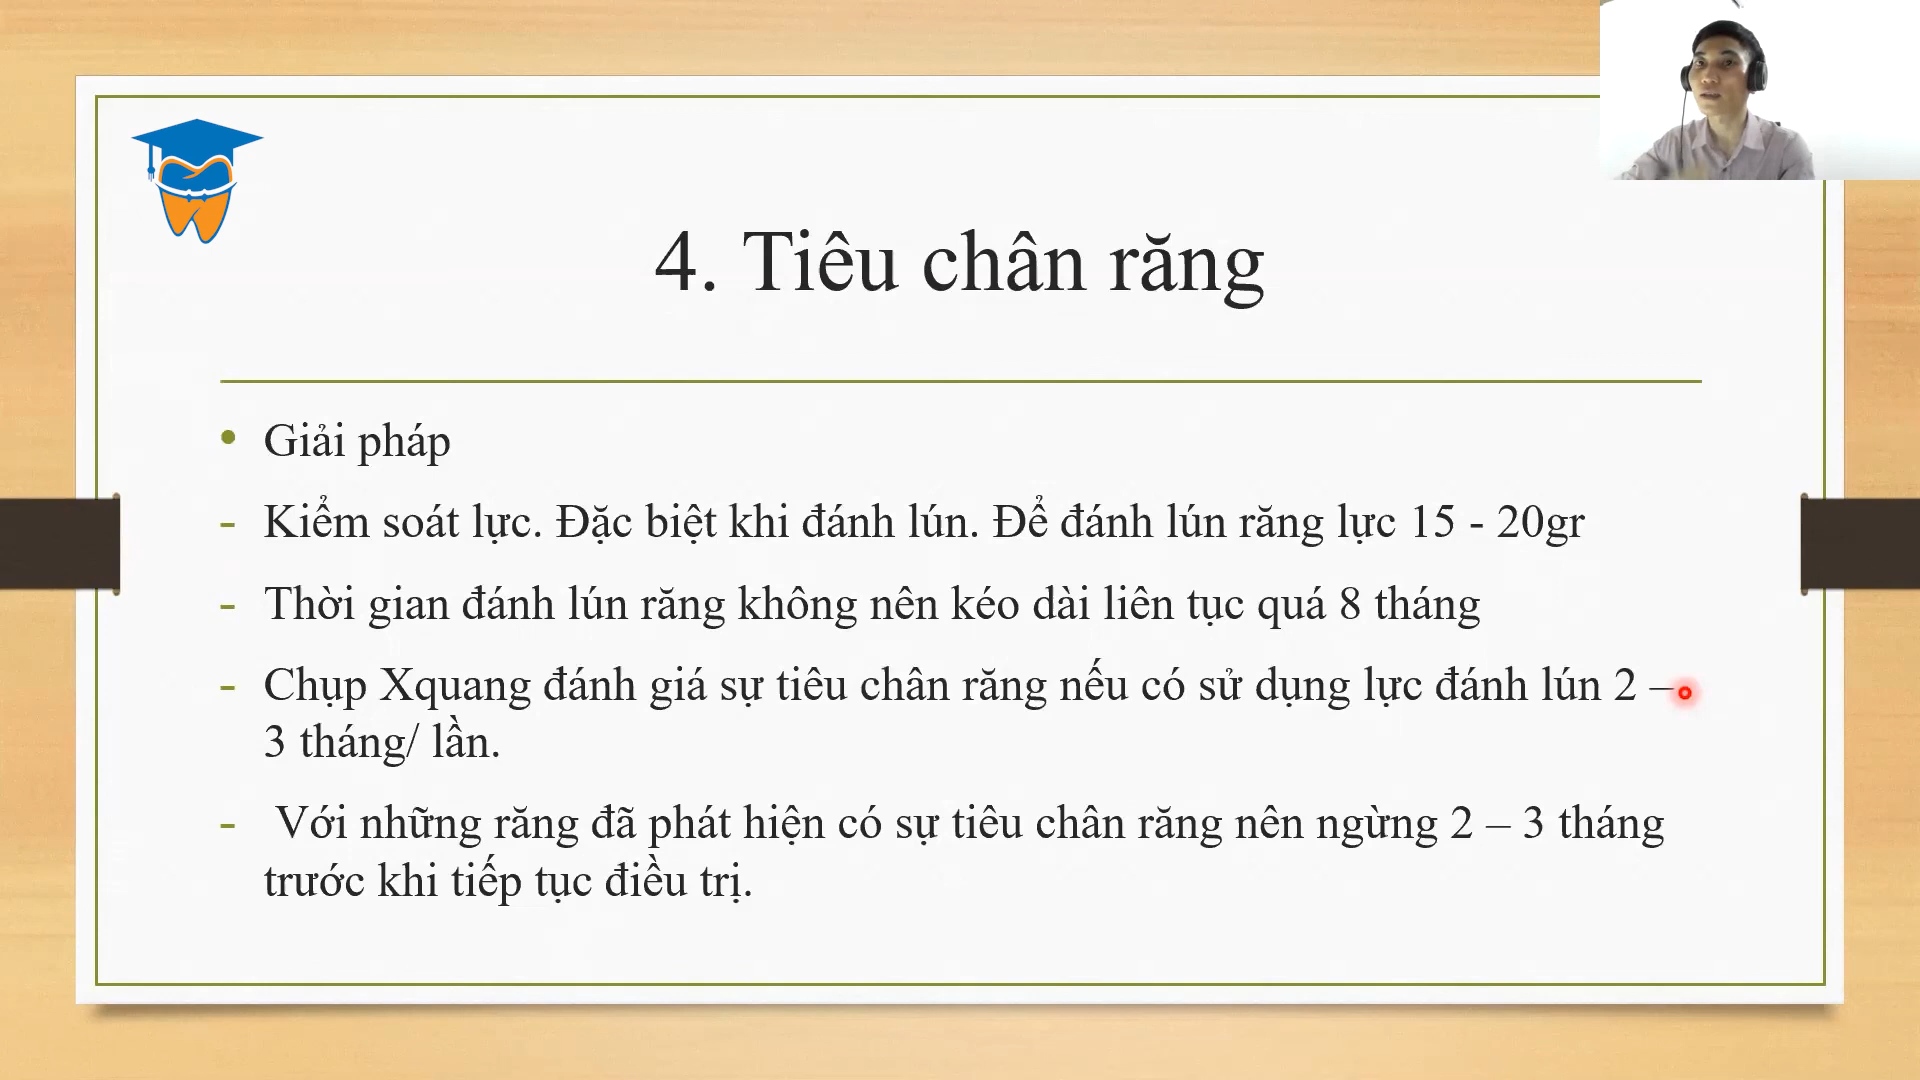 4. Tiêu chân răng
• Giải pháp
- Kiểm soát lực. Đặc biệt khi đánh lún. Để đánh lún răng lực 15 - 20gr
- Thời gian đánh lún răng không nên kéo dài liên tục quá 8 tháng
- Chụp Xquang đánh giá sự tiêu chân răng nếu có sử dụng lực đánh lún 2 –
3 tháng/ lần.
- Với những răng đã phát hiện có sự tiêu chân răng nên ngừng 2 – 3 tháng
trước khi tiếp tục điều trị.